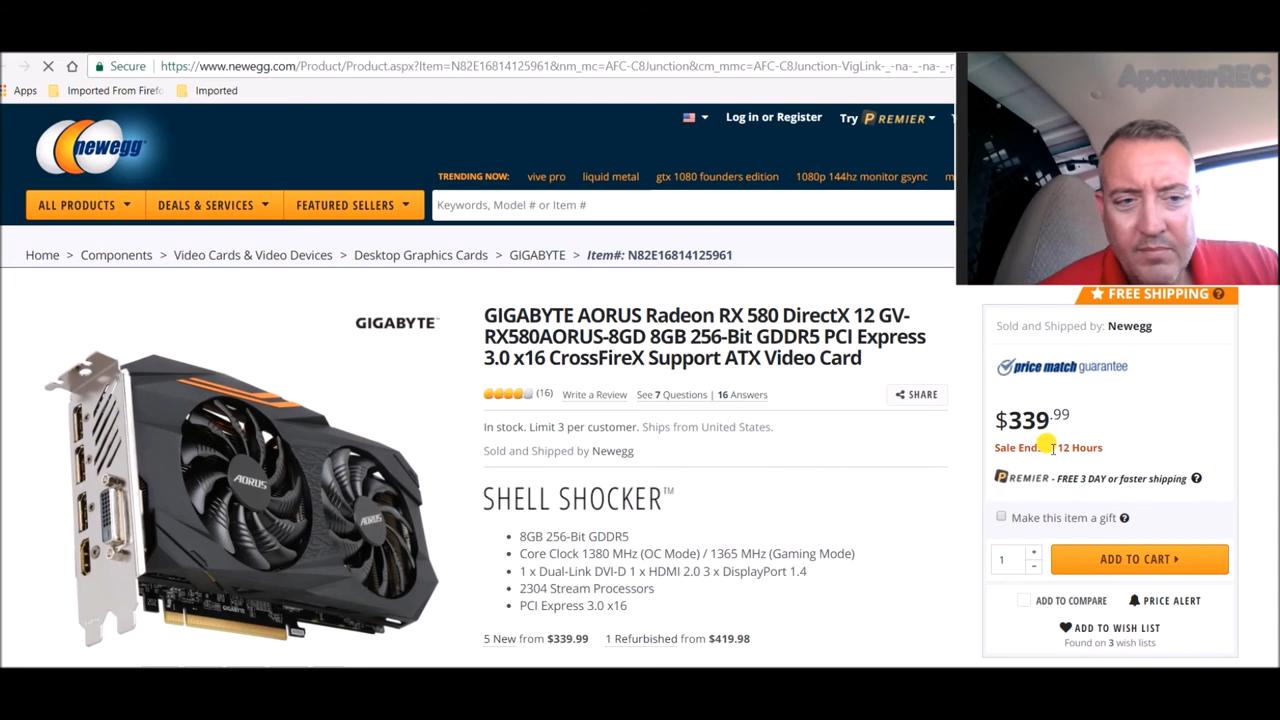 ApowerREC
Secure https://www.newegg.com/Product/Product.aspx?Item=N82E16814125961&nm_mc=AFC-C8Junction&cm_mmc=AFC-C8Junction-VigLink-_-na-_-na-_-
Apps Imported From Firefo Imported
newegg
Log in or Register Try PREMIER
TRENDING NOW: vive pro liquid metal gtx 1080 founders edition 1080p 144hz monitor gsync
ALL PRODUCTS DEALS & SERVICES FEATURED SELLERS Keywords, Model # or Item #
Home > Components > Video Cards & Video Devices > Desktop Graphics Cards > GIGABYTE > Item#: N82E16814125961
GIGABYTE™
GIGABYTE AORUS Radeon RX 580 DirectX 12 GV-
RX580AORUS-8GD 8GB 256-Bit GDDR5 PCI Express
3.0 x16 CrossFireX Support ATX Video Card
(16) Write a Review See 7 Questions | 16 Answers SHARE
In stock. Limit 3 per customer. Ships from United States.
Sold and Shipped by Newegg
SHELL SHOCKER™
• 8GB 256-Bit GDDR5
• Core Clock 1380 MHz (OC Mode) / 1365 MHz (Gaming Mode)
• 1 x Dual-Link DVI-D 1 x HDMI 2.0 3 x DisplayPort 1.4
• 2304 Stream Processors
• PCI Express 3.0 x16
5 New from $339.99 1 Refurbished from $419.98
AORUS
AORUS
GIGABYTE
FREE SHIPPING ?
Sold and Shipped by: Newegg
price match guarantee
$339.99
Sale End 12 Hours
PREMIER - FREE 3 DAY or faster shipping ?
Make this item a gift ?
1 + - ADD TO CART
ADD TO COMPARE PRICE ALERT
ADD TO WISH LIST
Found on 3 wish lists